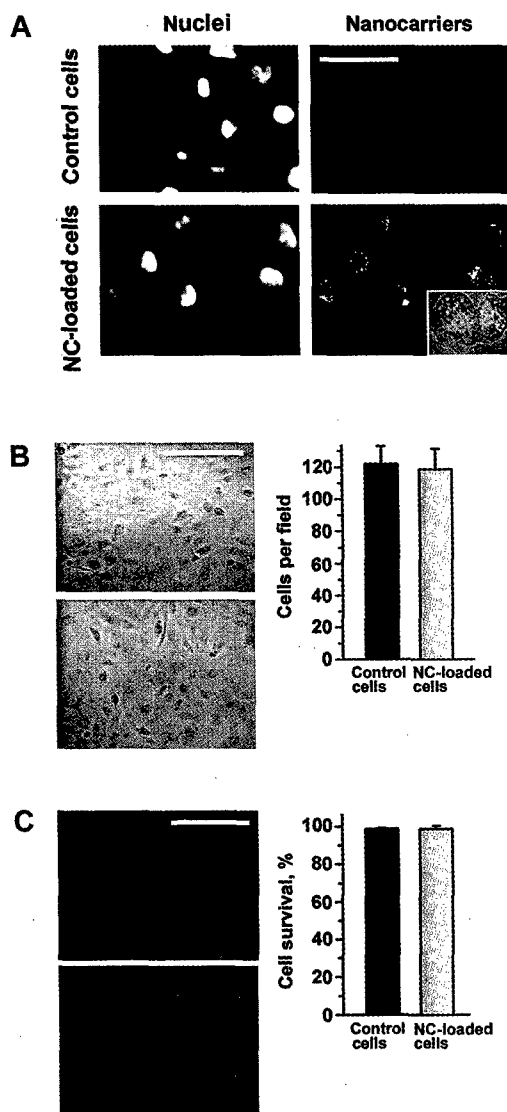 A
Nuclei
Nanocarriers
Control cells
NC-loaded cells
B
Cells per field
120
100
80
60
40
20
0
Control cells
NC-loaded cells
C
Cell survival, %
100
80
60
40
20
0
Control cells
NC-loaded cells